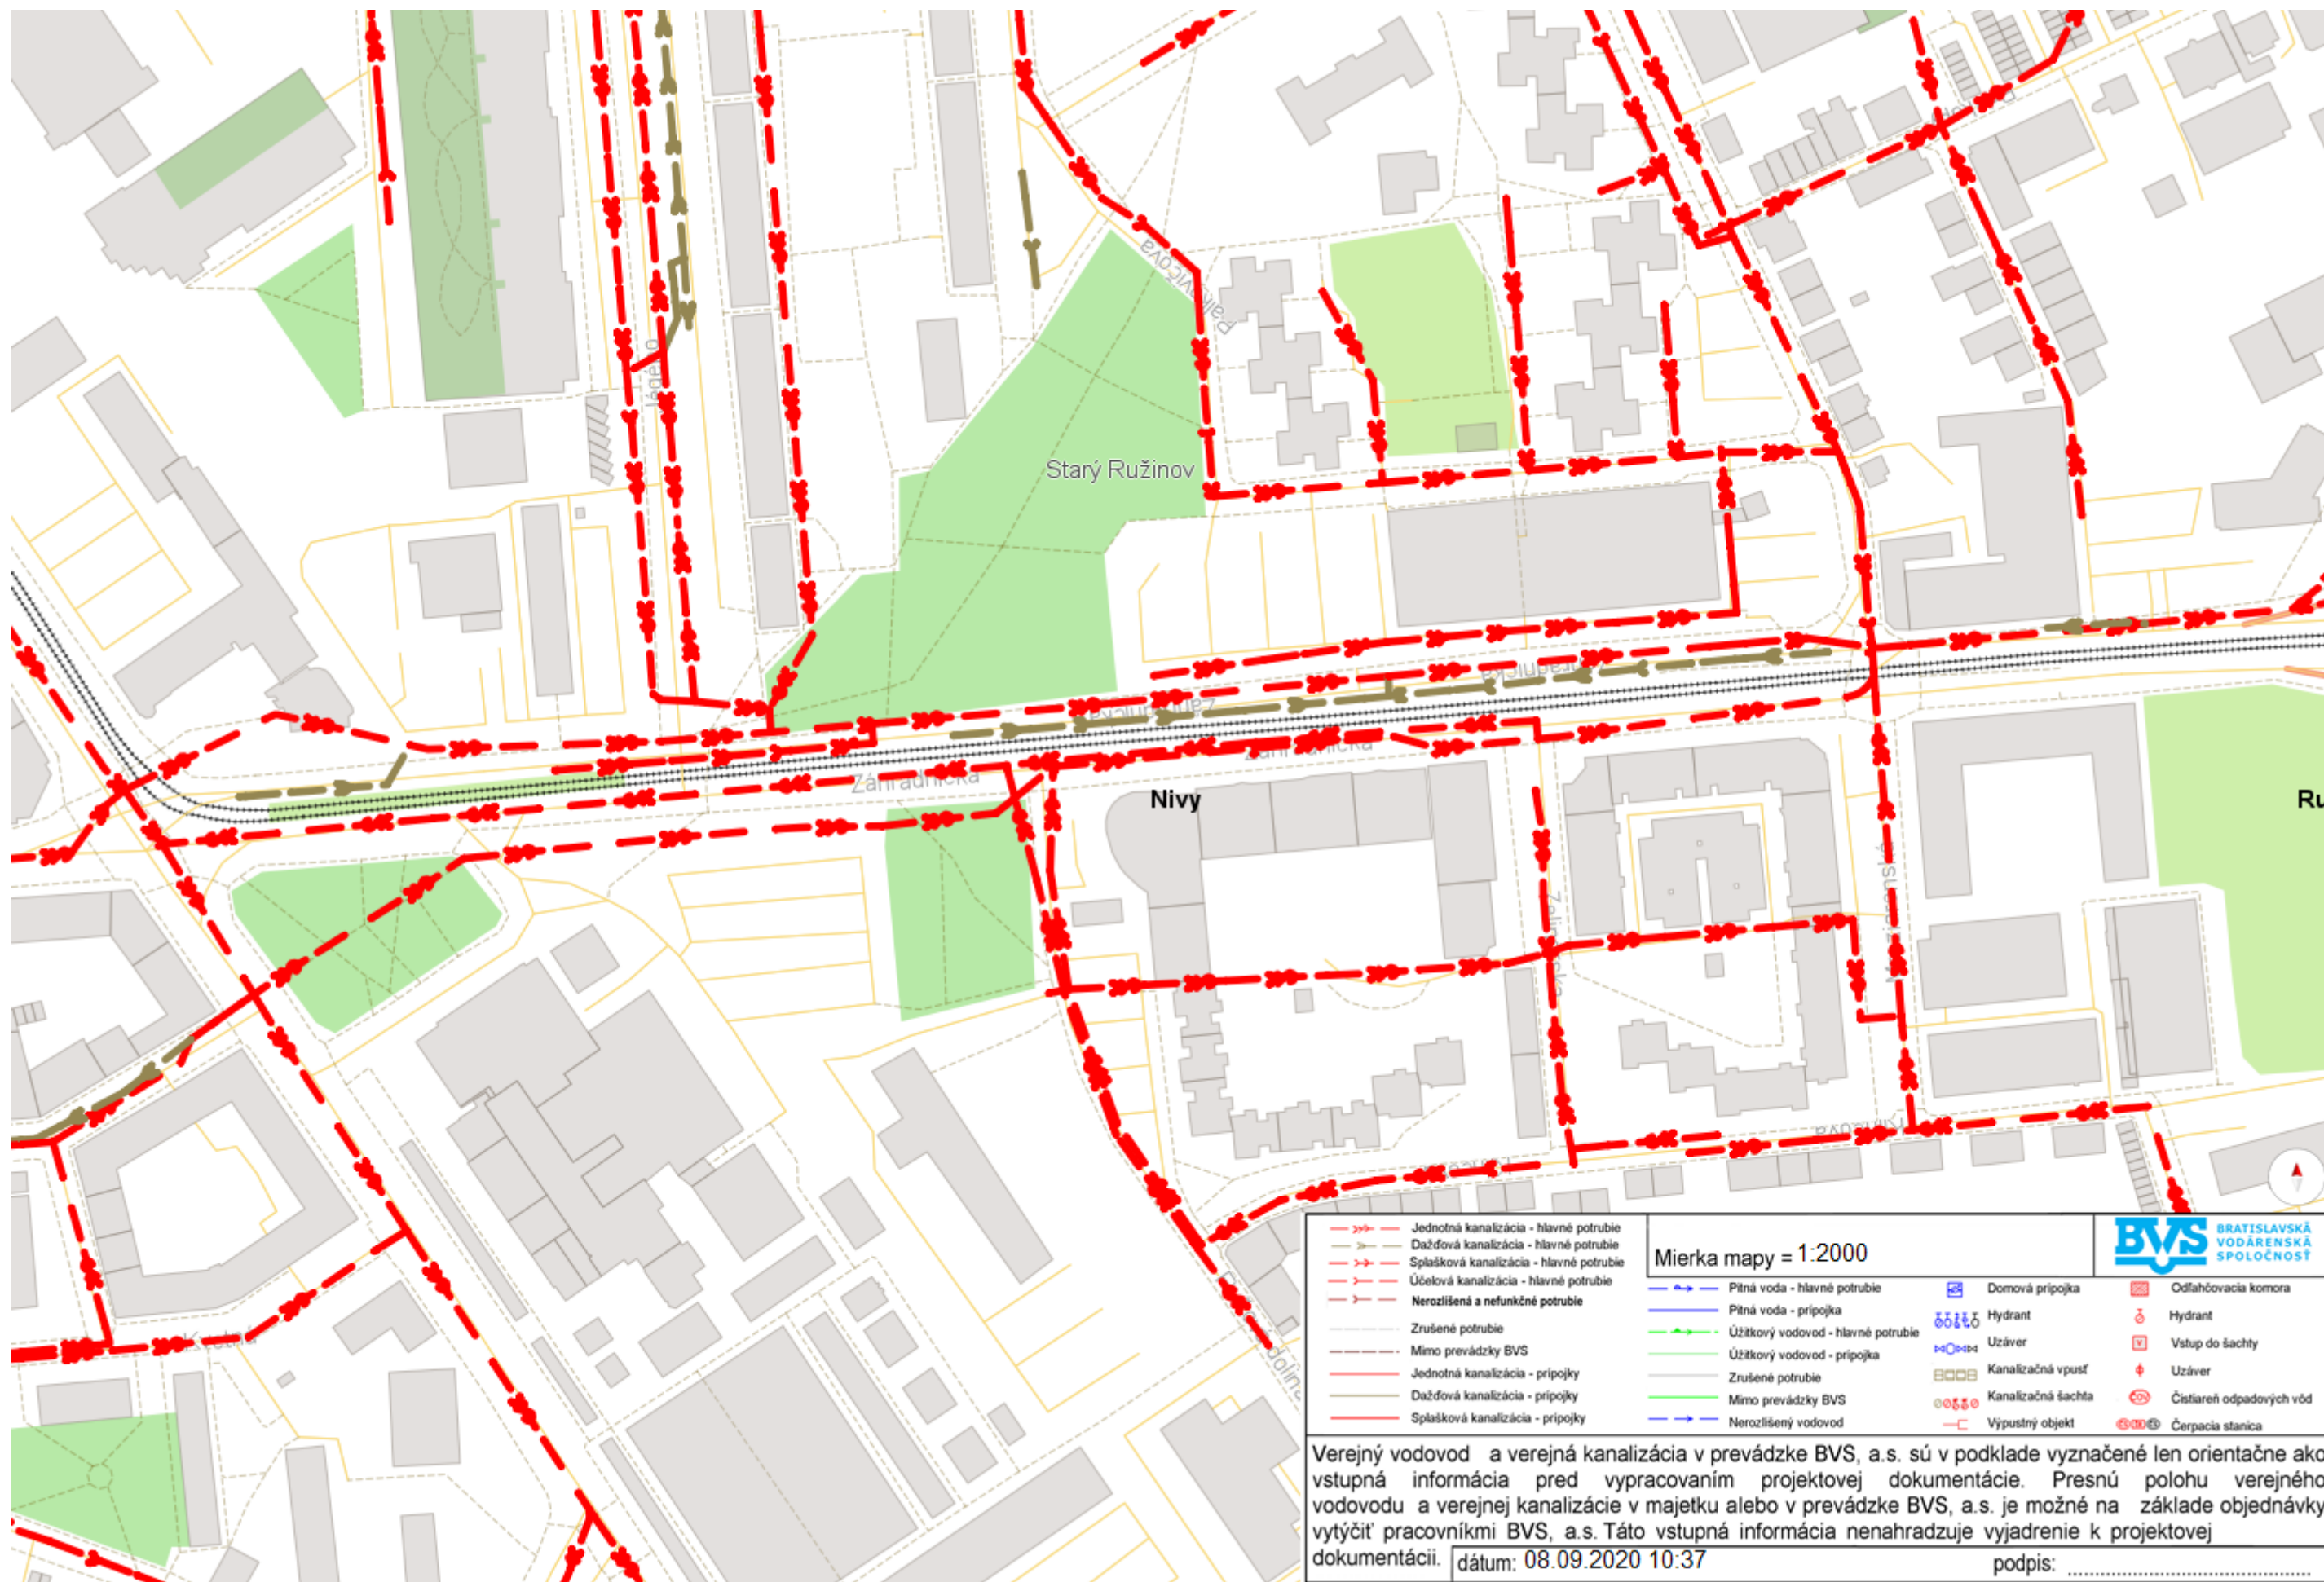 Palkovičova
Jégého
Starý Ružinov
Záhradnícka
Záhradnícka
Záhradnícka
Nivy
Ru
Kvetná
Jednotná kanalizácia - hlavné potrubie
Dažďová kanalizácia - hlavné potrubie
Splašková kanalizácia - hlavné potrubie
Účelová kanalizácia - hlavné potrubie
Nerozlíšená a nefunkčné potrubie
Zrušené potrubie
Mimo prevádzky BVS
Jednotná kanalizácia - prípojky
Dažďová kanalizácia - prípojky
Splašková kanalizácia - prípojky
Mierka mapy = 1:2000
BVS BRATISLAVSKÁ
VODÁRENSKÁ
SPOLOČNOSŤ
Pitná voda - hlavné potrubie
Pitná voda - prípojka
Úžitkový vodovod - hlavné potrubie
Úžitkový vodovod - prípojka
Zrušené potrubie
Mimo prevádzky BVS
Nerozlíšený vodovod
Domová prípojka
Hydrant
Uzáver
Kanalizačná vpusť
Kanalizačná šachta
Výpustný objekt
Odľahčovacia komora
Hydrant
Vstup do šachty
Uzáver
Čistiareň odpadových vôd
Čerpacia stanica
Verejný vodovod a verejná kanalizácia v prevádzke BVS, a.s. sú v podklade vyznačené len orientačne ako
vstupná informácia pred vypracovaním projektovej dokumentácie. Presnú polohu verejného
vodovodu a verejnej kanalizácie v majetku alebo v prevádzke BVS, a.s. je možné na základe objednávky
vytýčiť pracovníkmi BVS, a.s. Táto vstupná informácia nenahradzuje vyjadrenie k projektovej
dokumentácii. dátum: 08.09.2020 10:37 podpis: ........................................